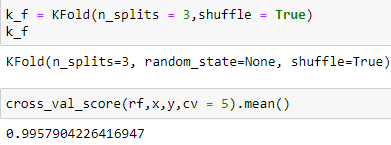 k_f = KFold(n_splits = 3,shuffle = True)
k_f
KFold(n_splits=3, random_state=None, shuffle=True)
cross_val_score(rf,x,y,cv = 5).mean()
0.9957904226416947